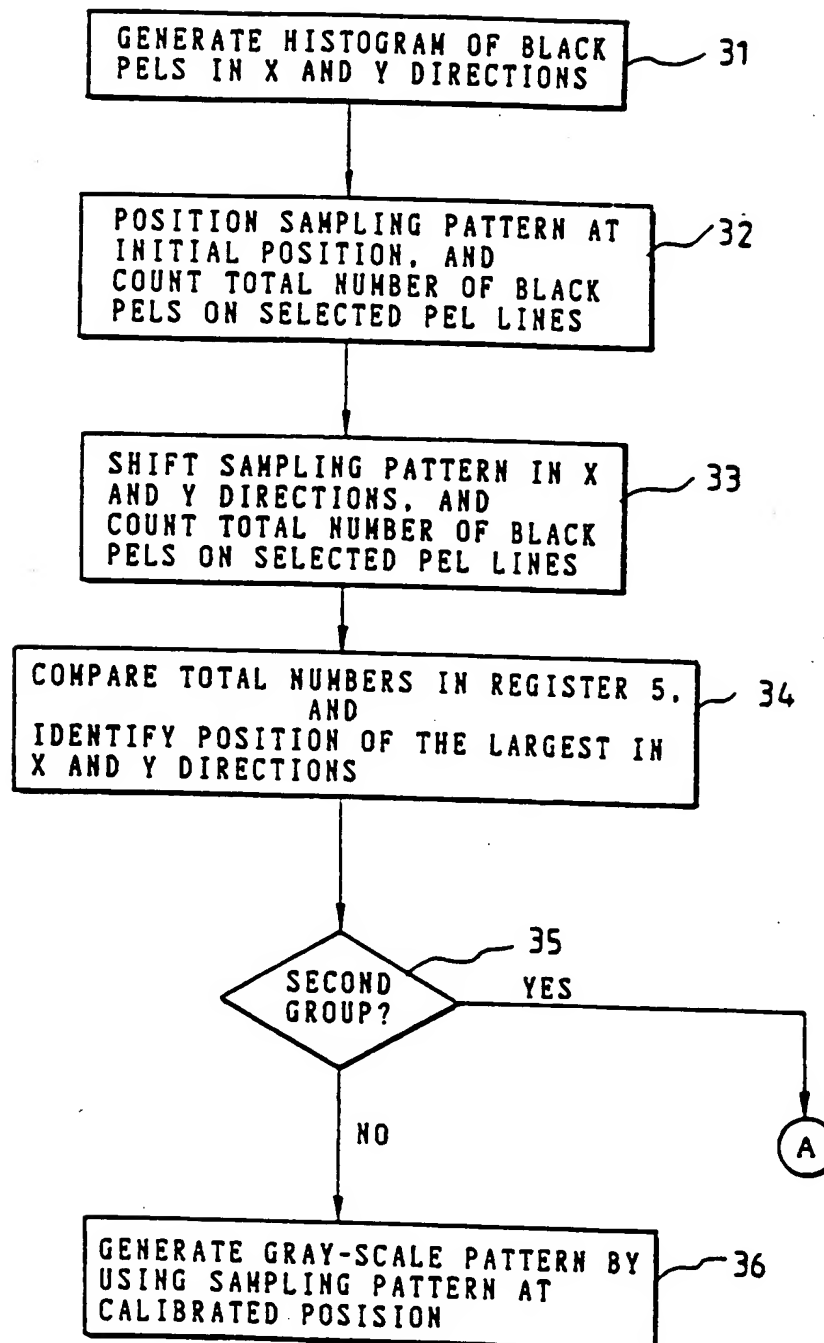 GENERATE HISTOGRAM OF BLACK
PELS IN X AND Y DIRECTIONS
31
POSITION SAMPLING PATTERN AT
INITIAL POSITION, AND
COUNT TOTAL NUMBER OF BLACK
PELS ON SELECTED PEL LINES
32
SHIFT SAMPLING PATTERN IN X
AND Y DIRECTIONS, AND
COUNT TOTAL NUMBER OF BLACK
PELS ON SELECTED PEL LINES
33
COMPARE TOTAL NUMBERS IN REGISTER 5,
AND
IDENTIFY POSITION OF THE LARGEST IN
X AND Y DIRECTIONS
34
35
SECOND
GROUP?
YES
NO
A
GENERATE GRAY-SCALE PATTERN BY
USING SAMPLING PATTERN AT
CALIBRATED POSISION
36